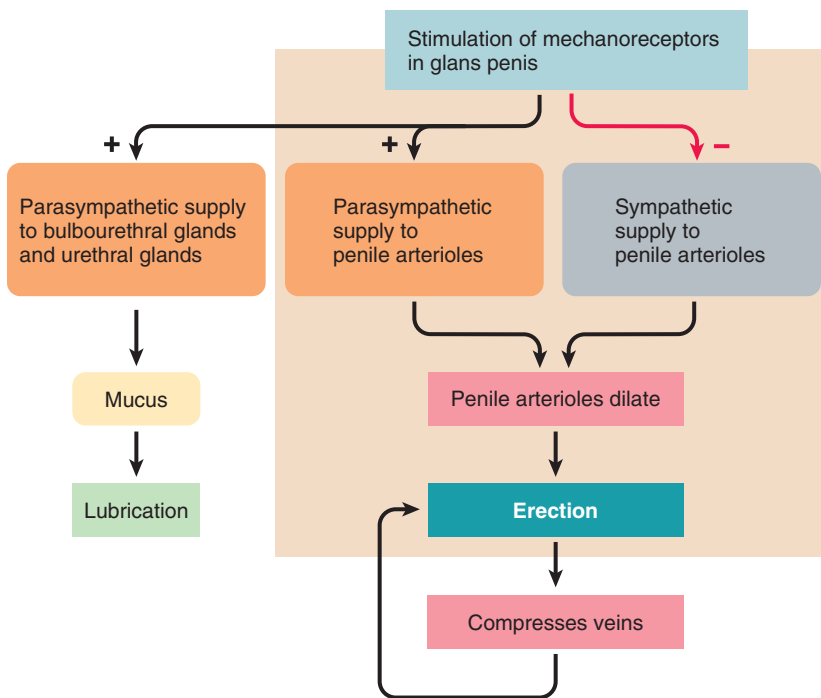 Stimulation of mechanoreceptors
in glans penis
+
+
−
Parasympathetic supply
to bulbourethral glands
and urethral glands
Parasympathetic
supply to
penile arterioles
Sympathetic
supply to
penile arterioles
Mucus
Penile arterioles dilate
Lubrication
Erection
Compresses veins